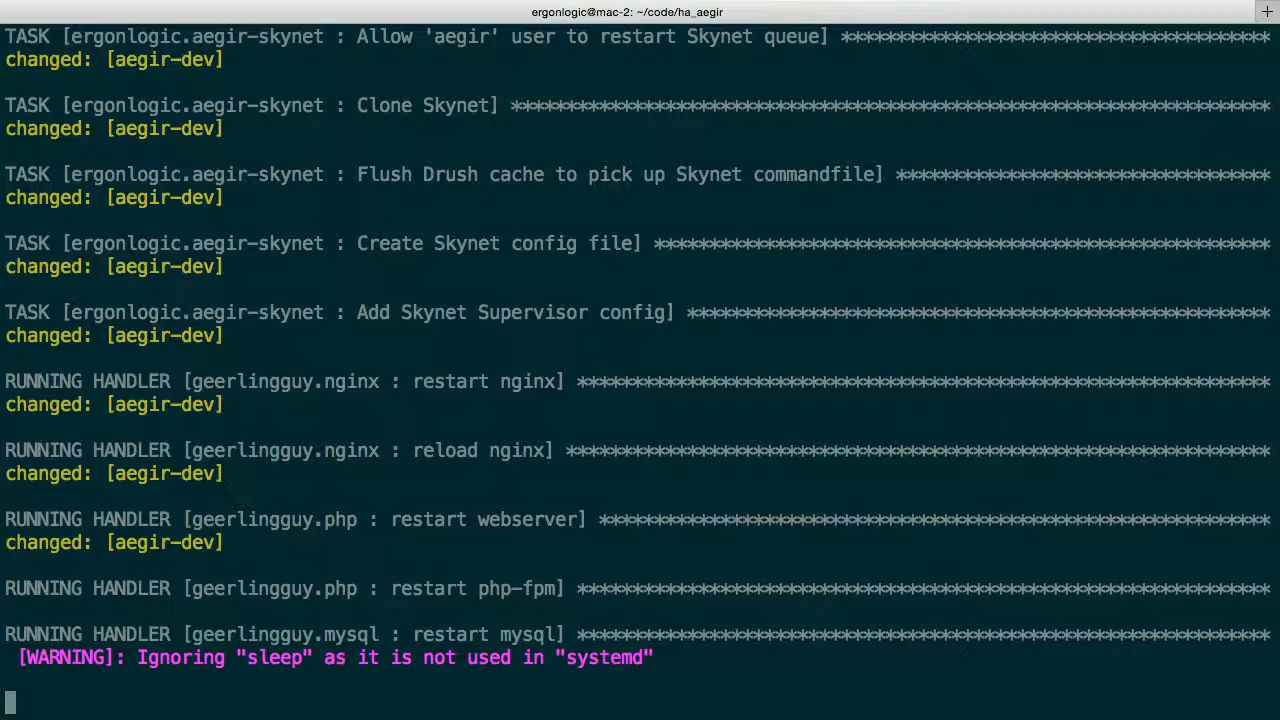 ergonlogic@mac-2: ~/code/ha_aegir
+
TASK [ergonlogic.aegir-skynet : Allow 'aegir' user to restart Skynet queue] ***************************************
changed: [aegir-dev]
TASK [ergonlogic.aegir-skynet : Clone Skynet] *********************************************************************
changed: [aegir-dev]
TASK [ergonlogic.aegir-skynet : Flush Drush cache to pick up Skynet commandfile] **********************************
changed: [aegir-dev]
TASK [ergonlogic.aegir-skynet : Create Skynet config file] ********************************************************
changed: [aegir-dev]
TASK [ergonlogic.aegir-skynet : Add Skynet Supervisor config] *****************************************************
changed: [aegir-dev]
RUNNING HANDLER [geerlingguy.nginx : restart nginx] ***************************************************************
changed: [aegir-dev]
RUNNING HANDLER [geerlingguy.nginx : reload nginx] ****************************************************************
changed: [aegir-dev]
RUNNING HANDLER [geerlingguy.php : restart webserver] *************************************************************
changed: [aegir-dev]
RUNNING HANDLER [geerlingguy.php : restart php-fpm] ***************************************************************
RUNNING HANDLER [geerlingguy.mysql : restart mysql] ***************************************************************
[WARNING]: Ignoring "sleep" as it is not used in "systemd"